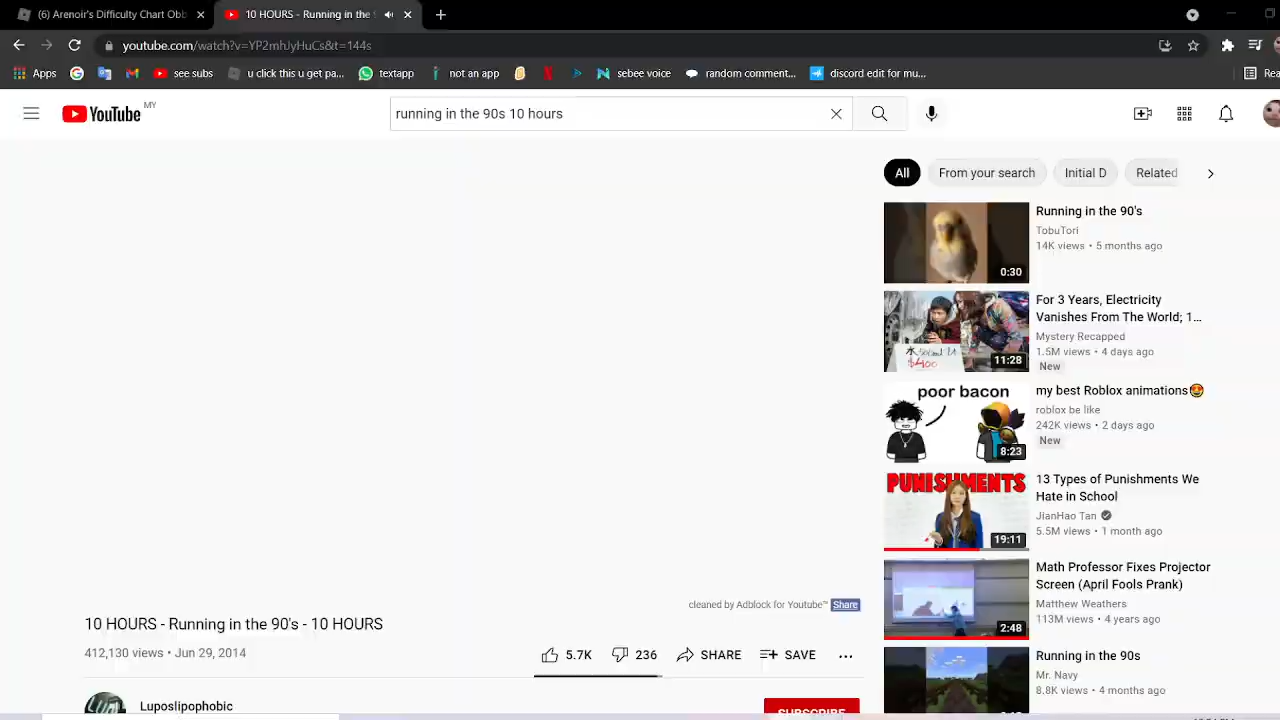 (6) Arenoir's Difficulty Chart Obb
10 HOURS - Running in the 9
youtube.com/watch?v=YP2mhJyHuCs&t=144s
Apps
see subs
u click this u get pa...
textapp
not an app
sebee voice
random comment...
discord edit for mu...
Rea
YouTube MY
running in the 90s 10 hours
All
From your search
Initial D
Related
Running in the 90's
TobuTori
14K views • 5 months ago
0:30
For 3 Years, Electricity
Vanishes From The World; 1...
Mystery Recapped
1.5M views • 4 days ago
New
11:28
poor bacon
my best Roblox animations🤩
roblox be like
242K views • 2 days ago
New
8:23
PUNISHMENTS
13 Types of Punishments We
Hate in School
JianHao Tan
5.5M views • 1 month ago
19:11
Math Professor Fixes Projector
Screen (April Fools Prank)
Matthew Weathers
113M views • 4 years ago
2:48
Running in the 90s
Mr. Navy
8.8K views • 4 months ago
cleaned by Adblock for Youtube™ Share
10 HOURS - Running in the 90's - 10 HOURS
412,130 views • Jun 29, 2014
5.7K
236
SHARE
SAVE
Luposlipophobic
SUBSCRIBE